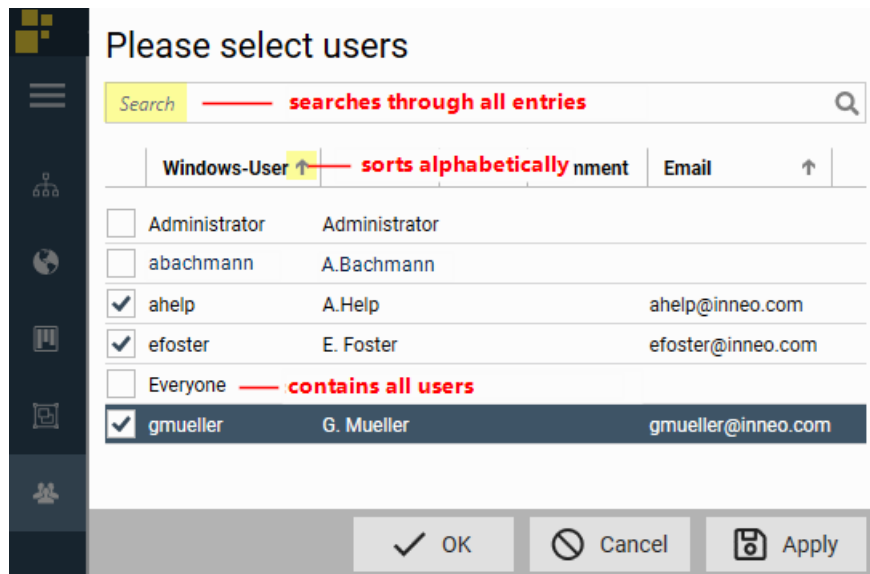 Please select users
Search searches through all entries
Windows-User sorts alphabetically nment Email
Administrator Administrator
abachmann A.Bachmann
ahelp A.Help ahelp@inneo.com
efoster E. Foster efoster@inneo.com
Everyone contains all users
gmueller G. Mueller gmueller@inneo.com
OK Cancel Apply